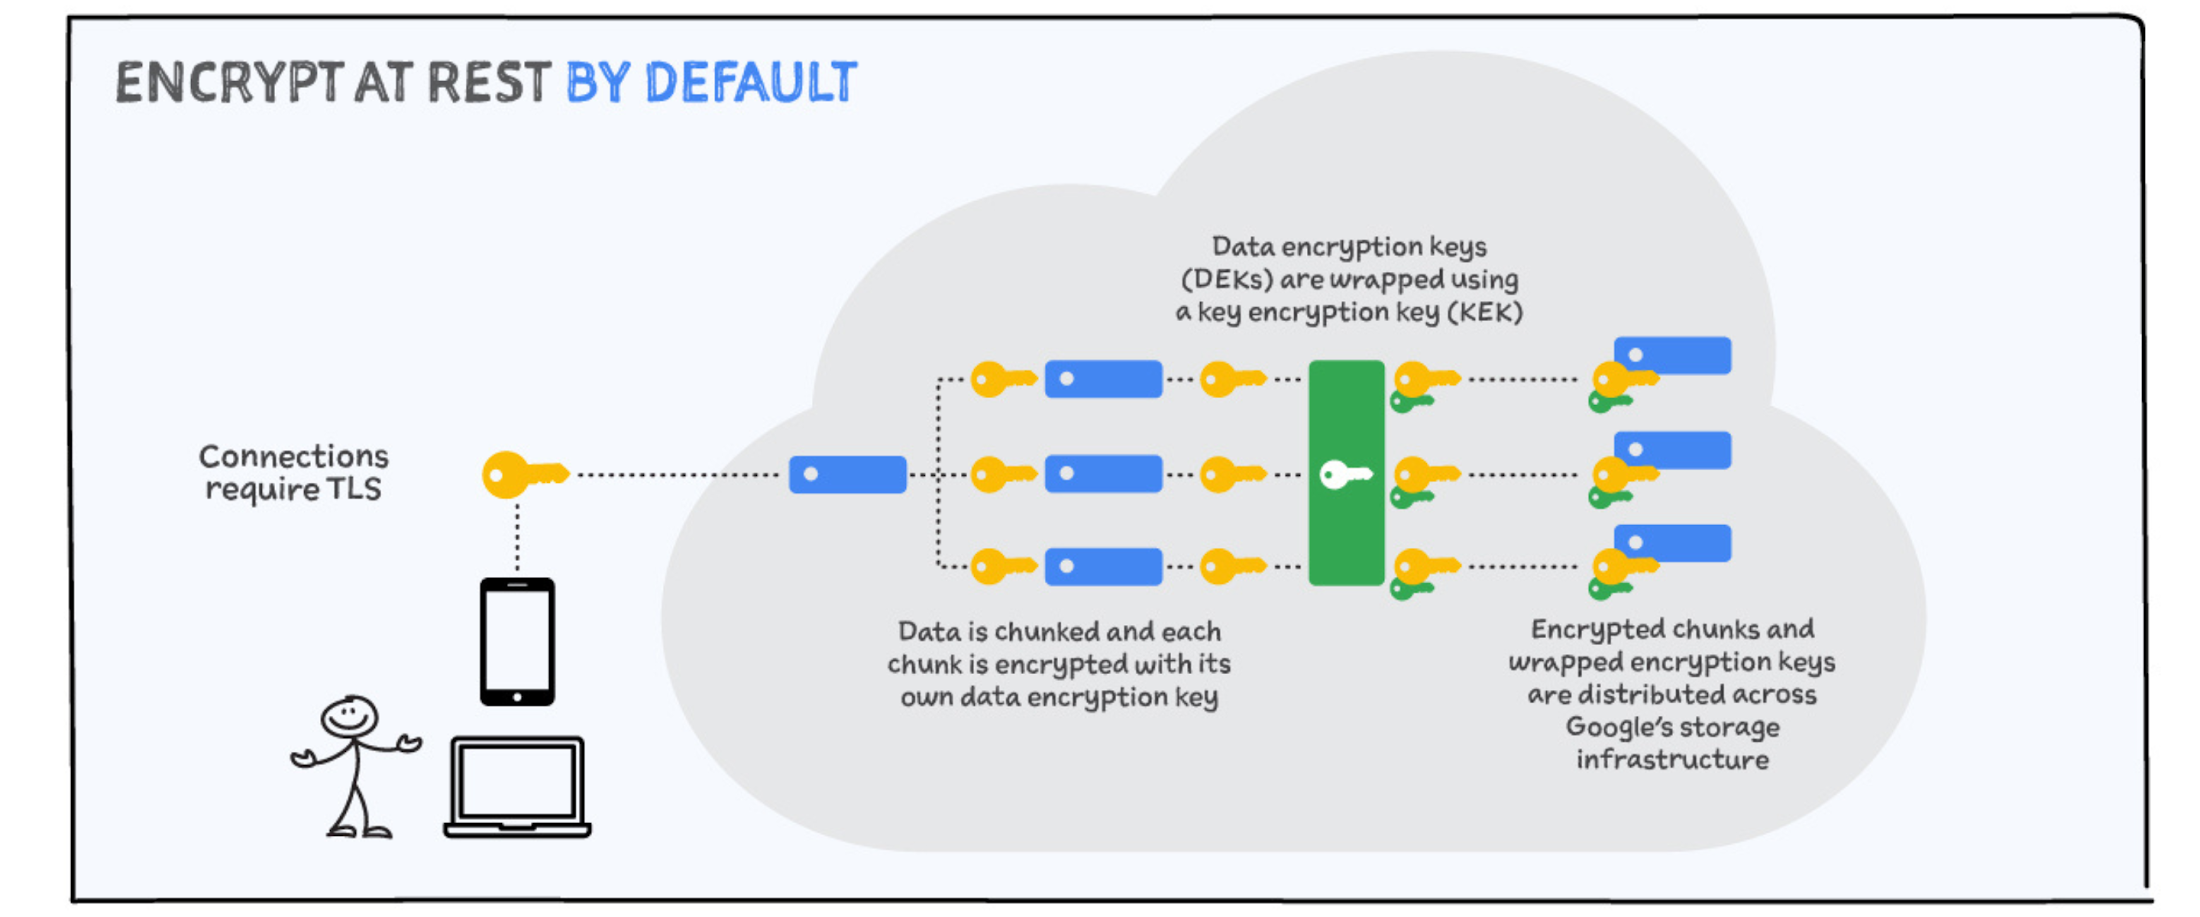 ENCRYPT AT REST BY DEFAULT
Connections
require TLS
Data encryption keys
(DEKs) are wrapped using
a key encryption key (KEK)
Data is chunked and each
chunk is encrypted with its
own data encryption key
Encrypted chunks and
wrapped encryption keys
are distributed across
Google's storage
infrastructure